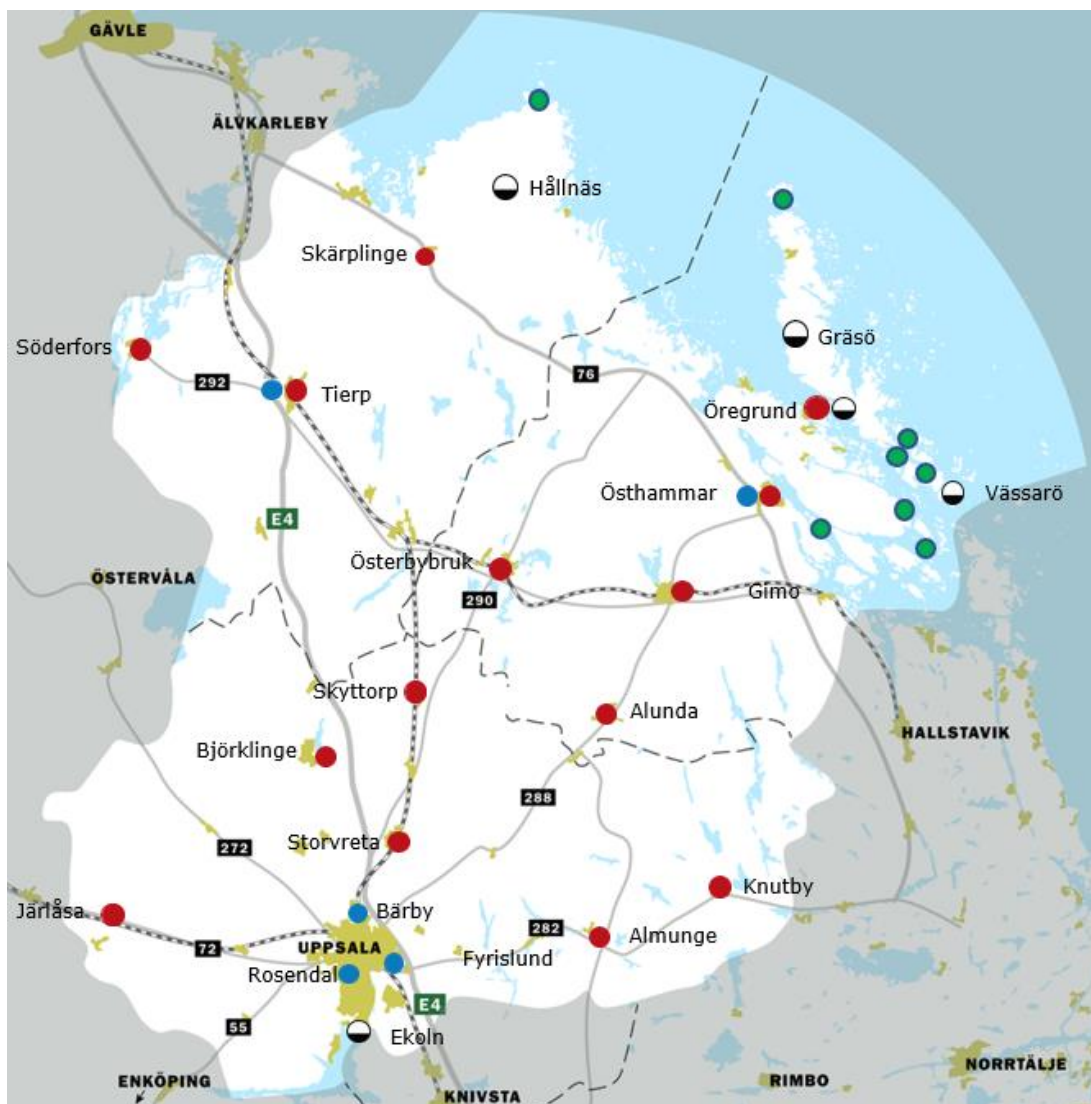 GÄVLE
ÄLVKARLEBY
Hållnäs
Skärplinge
Gräsö
Söderfors
292
76
Tierp
Öregrund
Östhammar
Vässarö
E4
Österbybruk
ÖSTERVÅLA
290
Gimo
Skyttorp
Alunda
HALLSTAVIK
Björklinge
288
Storvreta
272
Knutby
Järlåsa
Bärby
282
Almunge
72
UPPSALA
Fyrislund
Rosendal
E4
55
Ekoln
ENKÖPING
KNIVSTA
RIMBO
NORRTÄLJE